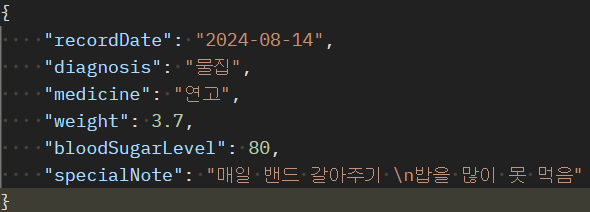 {
"recordDate": "2024-08-14",
"diagnosis": "물집",
"medicine": "연고",
"weight": 3.7,
"bloodSugarLevel": 80,
"specialNote": "매일 밴드 갈아주기 \n밥을 많이 못 먹음"
}